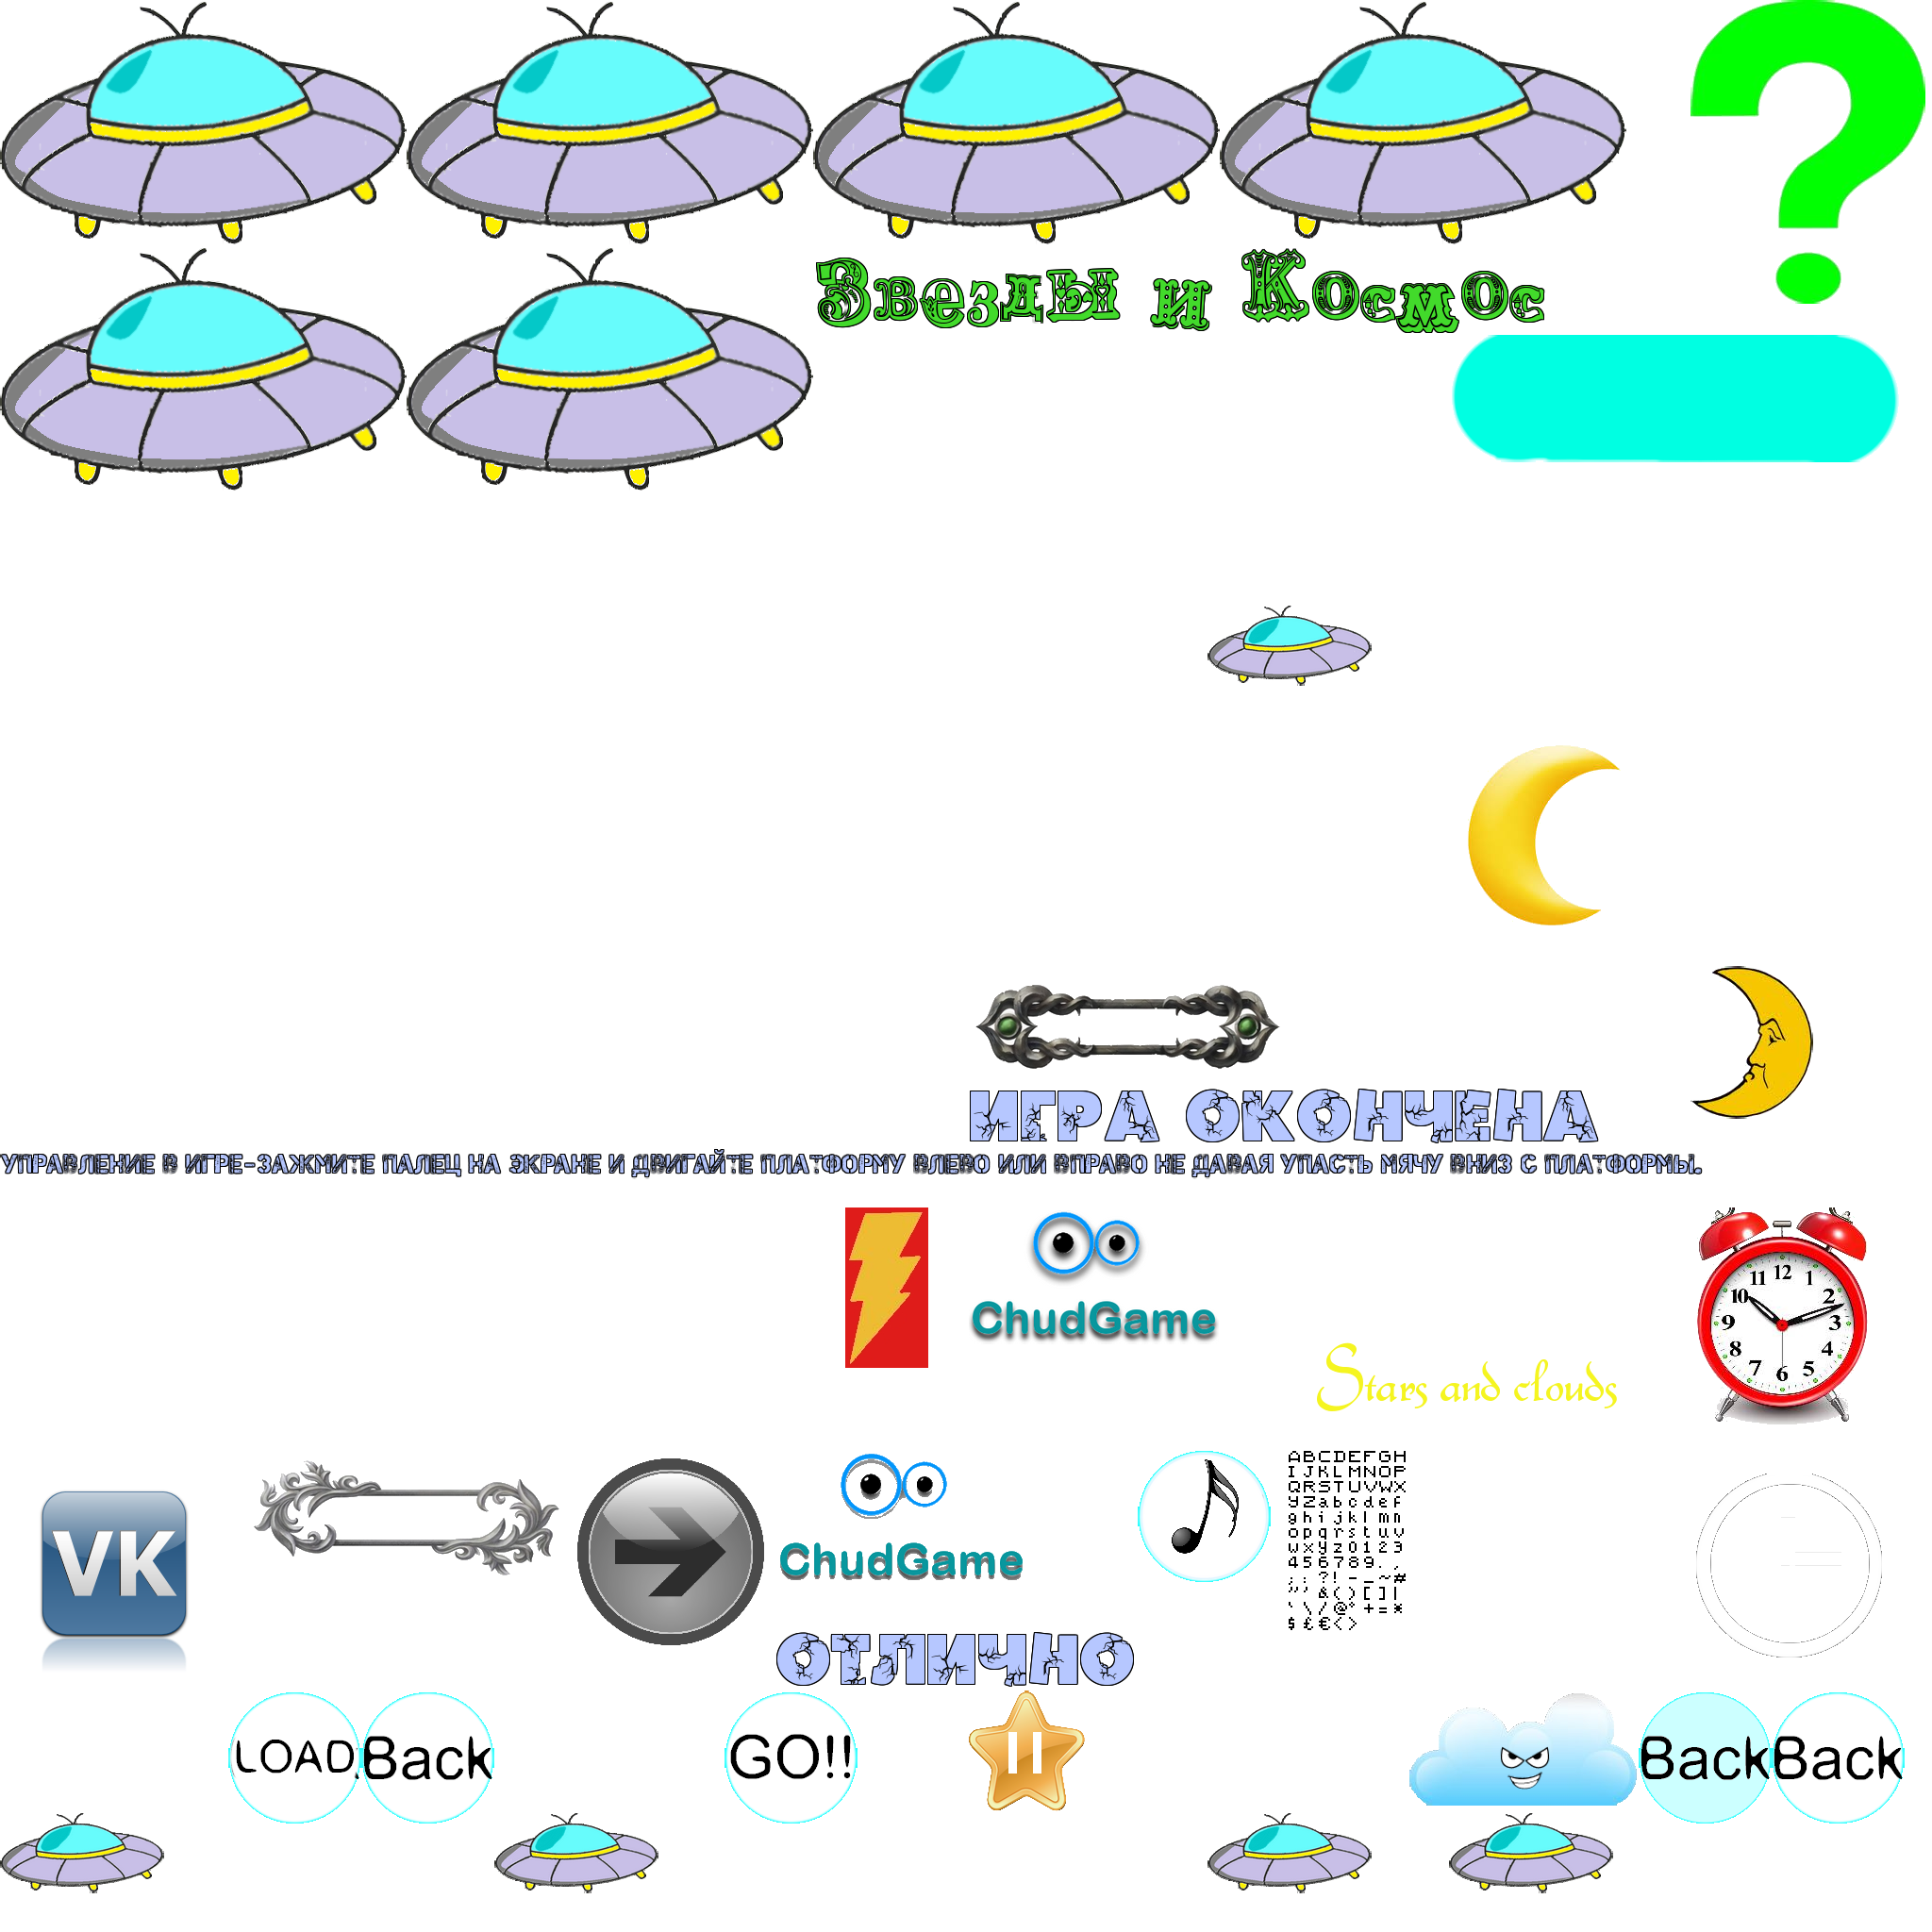 ?
Звезды и Космос
ИГРА ОКОНЧЕНА
УПРАВЛЕНИЕ В ИГРЕ-ЗАЖМИТЕ ПАЛЕЦ НА ЭКРАНЕ И ДВИГАЙТЕ ПЛАТФОРМУ ВЛЕВО ИЛИ ВПРАВО НЕ ДАВАЯ УПАСТЬ МЯЧУ ВНИЗ С ПЛАТФОРМЫ.
ChudGame
12
11 1
10 2
9 3
8 4
7 5
6
Stars and clouds
VK
ChudGame
ABCDEFGH
IJKLMNOP
QRSTUVWX
YZabcdef
ghijklmn
opqrstuv
wxyz0123
456789.,
;:?!-_~#
"'&()[]|
`\/@°+=*
$£€<>
ОТЛИЧНО
LOAD.
Back
GO!!
Back
Back